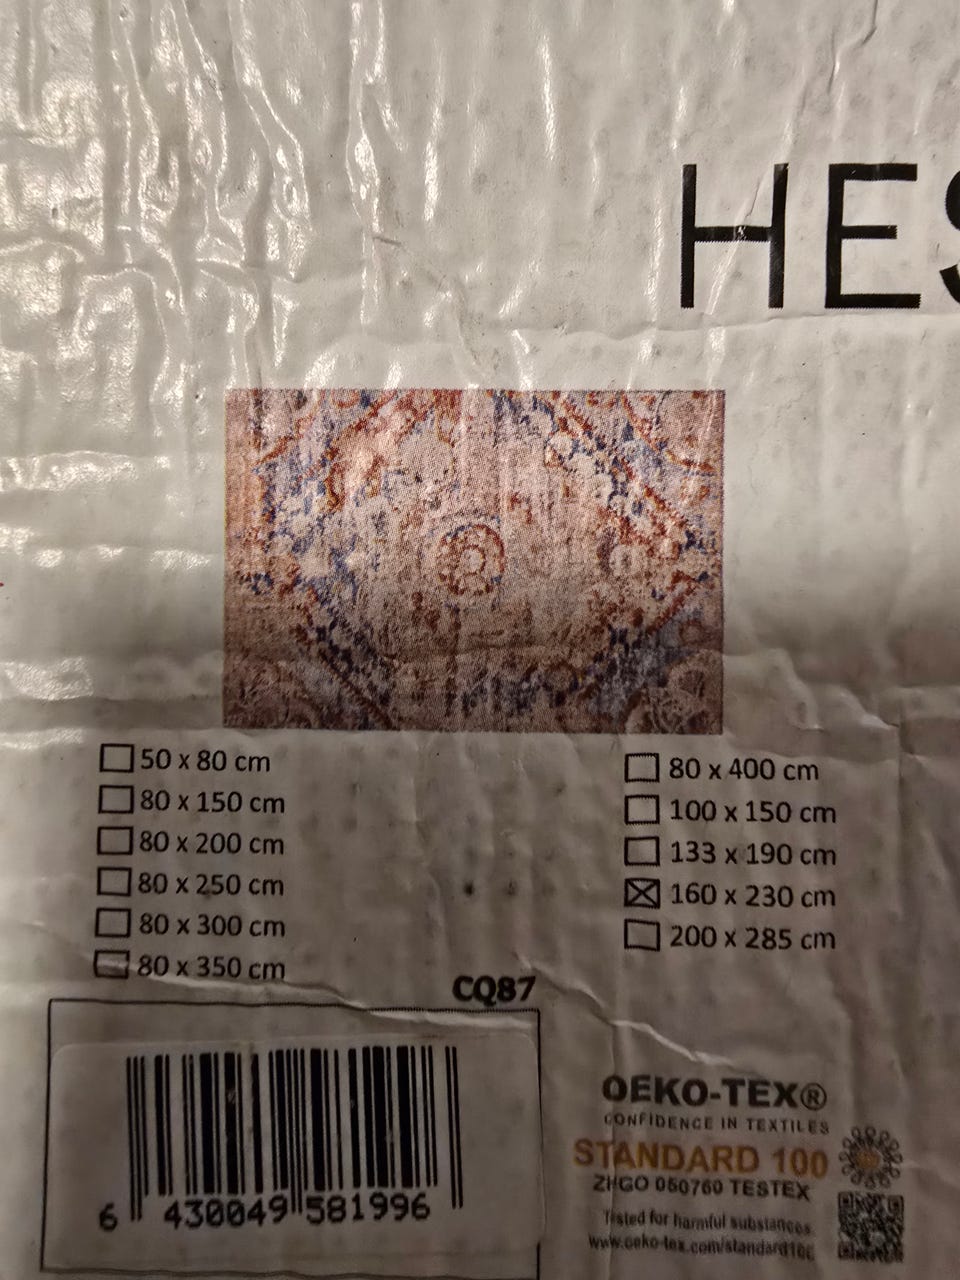 HES
50 x 80 cm
80 x 150 cm
80 x 200 cm
80 x 250 cm
80 x 300 cm
80 x 350 cm
80 x 400 cm
100 x 150 cm
133 x 190 cm
160 x 230 cm
200 x 285 cm
CQ87
6 430049 581996
OEKO-TEX®
CONFIDENCE IN TEXTILES
STANDARD 100
ZHGO 050760 TESTEX
Tested for harmful substances
www.oeko-tex.com/standard100